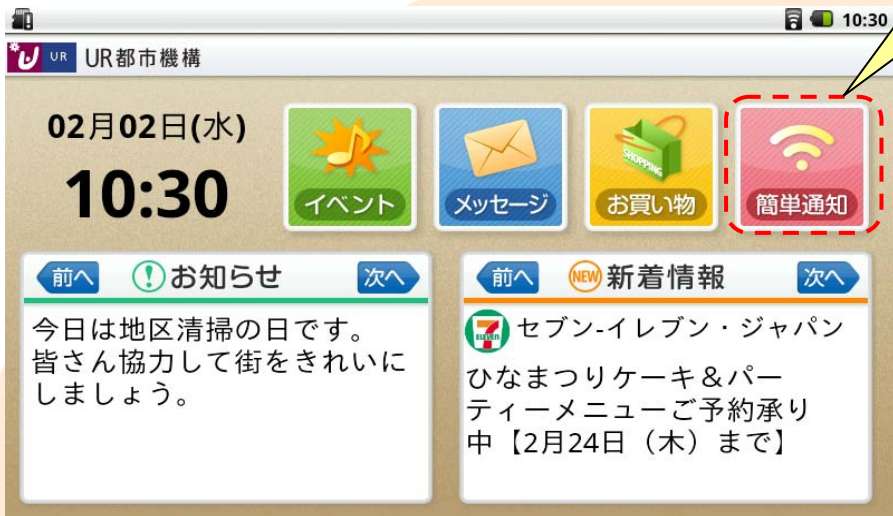 10:30
UR UR都市機構
02月02日(水)
10:30
イベント
メッセージ
SHOPPING
お買い物
簡単通知
前へ
お知らせ
次へ
今日は地区清掃の日です。
皆さん協力して街をきれいに
しましょう。
前へ
NEW 新着情報
次へ
7 ELEVEN セブン-イレブン・ジャパン
ひなまつりケーキ&パー
ティーメニューご予約承り
中【2月24日（木）まで】